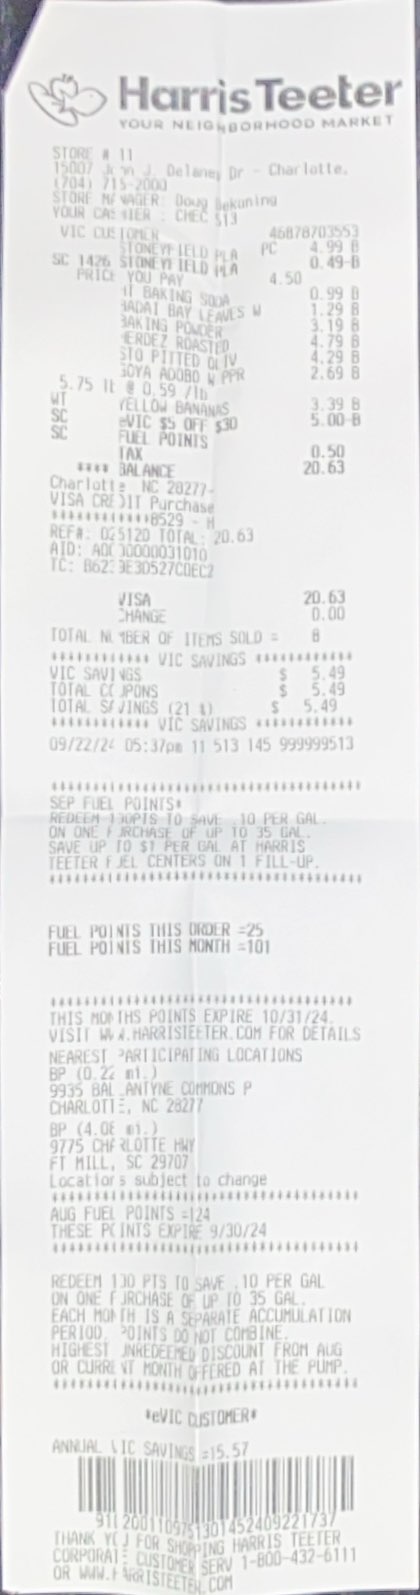 Harris Teeter
YOUR NEIGHBORHOOD MARKET
STORE # 11
15007 J n J. Delaney Dr - Charlotte,
(704) 715-2000
STORE MANAGER: Doug Bekuning
YOUR CASHIER : CHEC 513
VIC CUSTOMER 46878703553
STONEYFIELD PLA PC 4.99 B
SC 1426 STONEYFIELD PLA 0.49-B
PRICE YOU PAY 4.50
HT BAKING SODA 0.99 B
BADAI BAY LEAVES W 1.29 B
BAKING POWDER 3.19 B
HERDEZ ROASTED 4.79 B
STO PITTED OLIV 4.29 B
GOYA ADOBO W PPR 2.69 B
5.75 lb @ 0.59 /lb
WT YELLOW BANANAS 3.39 B
SC eVIC $5 OFF $30 5.00-B
SC FUEL POINTS
TAX 0.50
**** BALANCE 20.63
Charlotte NC 28277-
VISA CREDIT Purchase
************8529 - H
REF#: 025120 TOTAL: 20.63
AID: A0000000031010
TC: B62 3E3D527CDEC2
VISA 20.63
CHANGE 0.00
TOTAL NUMBER OF ITEMS SOLD = 8
************ VIC SAVINGS ************
VIC SAVINGS $ 5.49
TOTAL COUPONS $ 5.49
TOTAL SAVINGS (21 %) $ 5.49
************ VIC SAVINGS ************
09/22/24 05:37pm 11 513 145 999999513
**************************************
SEP FUEL POINTS*
REDEEM 100PTS TO SAVE .10 PER GAL.
ON ONE PURCHASE OF UP TO 35 GAL.
SAVE UP TO $1 PER GAL AT HARRIS
TEETER FUEL CENTERS ON 1 FILL-UP.
**************************************
FUEL POINTS THIS ORDER =25
FUEL POINTS THIS MONTH =101
**************************************
THIS MONTHS POINTS EXPIRE 10/31/24.
VISIT WWW.HARRISTEETER.COM FOR DETAILS
NEAREST PARTICIPATING LOCATIONS
BP (0.22 mi.)
9935 BALLANTYNE COMMONS P
CHARLOTTE, NC 28277
BP (4.08 mi.)
9775 CHARLOTTE HWY
FT MILL, SC 29707
Locations subject to change
**************************************
AUG FUEL POINTS =124
THESE POINTS EXPIRE 9/30/24
**************************************
REDEEM 100 PTS TO SAVE .10 PER GAL
ON ONE PURCHASE OF UP TO 35 GAL.
EACH MONTH IS A SEPARATE ACCUMULATION
PERIOD. POINTS DO NOT COMBINE.
HIGHEST UNREDEEMED DISCOUNT FROM AUG
OR CURRENT MONTH OFFERED AT THE PUMP.
**************************************
*eVIC CUSTOMER*
ANNUAL VIC SAVINGS =15.57
THANK YOU FOR SHOPPING HARRIS TEETER
CORPORATE CUSTOMER SERV 1-800-432-6111
OR WWW.HARRISTEETER.COM